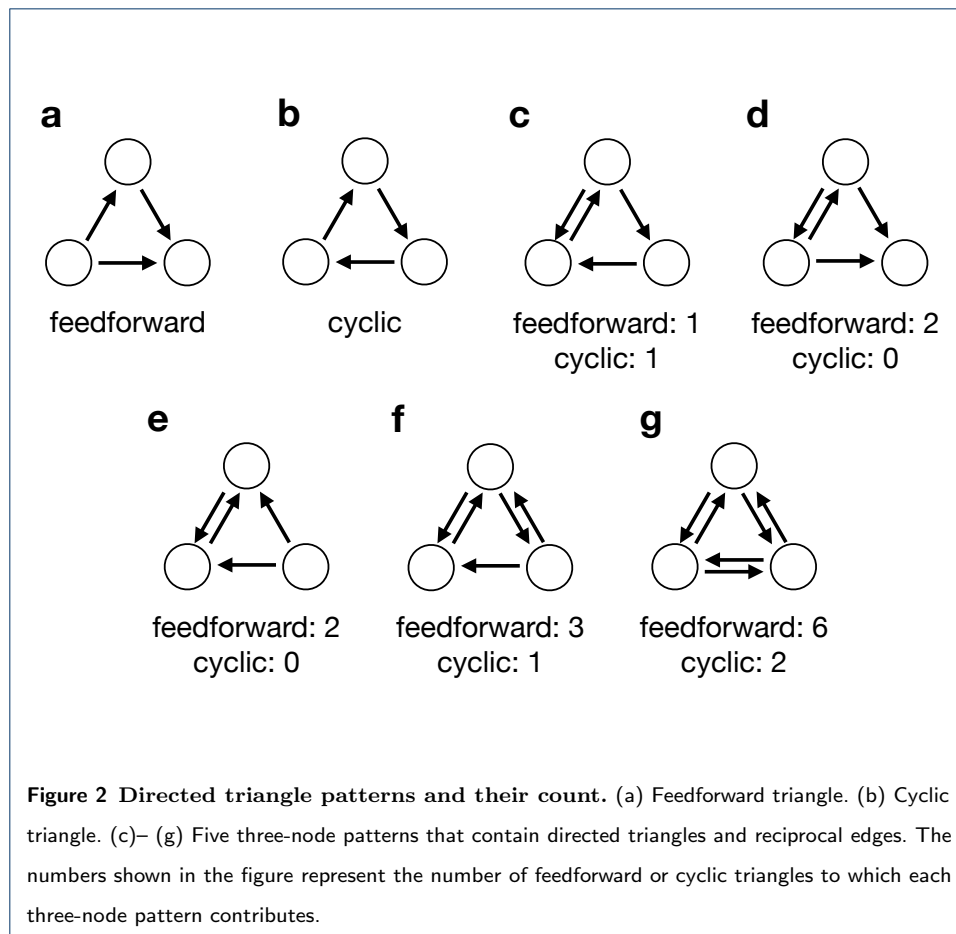 a b c d
feedforward cyclic feedforward: 1 feedforward: 2
cyclic: 1 cyclic: 0
e f g
feedforward: 2 feedforward: 3 feedforward: 6
cyclic: 0 cyclic: 1 cyclic: 2
Figure 2 Directed triangle patterns and their count. (a) Feedforward triangle. (b) Cyclic
triangle. (c)– (g) Five three-node patterns that contain directed triangles and reciprocal edges. The
numbers shown in the figure represent the number of feedforward or cyclic triangles to which each
three-node pattern contributes.